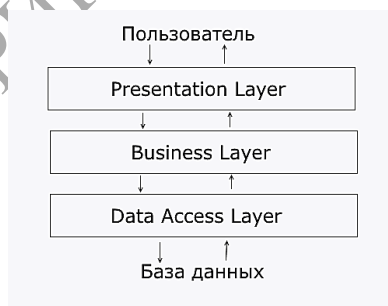 Пользователь
Presentation Layer
Business Layer
Data Access Layer
База данных